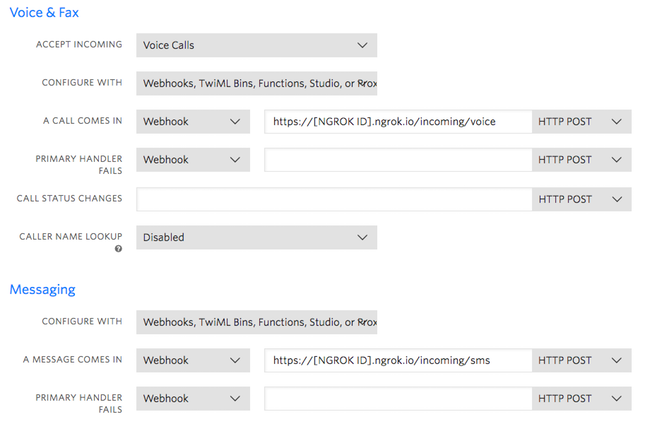 Voice & Fax
ACCEPT INCOMING Voice Calls
CONFIGURE WITH Webhooks, TwiML Bins, Functions, Studio, or
A CALL COMES IN Webhook https://[NGROK ID].ngrok.io/incoming/voice HTTP POST
PRIMARY HANDLER Webhook HTTP POST
FAILS
CALL STATUS CHANGES HTTP POST
CALLER NAME LOOKUP Disabled
?
Messaging
CONFIGURE WITH Webhooks, TwiML Bins, Functions, Studio, or
A MESSAGE COMES IN Webhook https://[NGROK ID].ngrok.io/incoming/sms HTTP POST
PRIMARY HANDLER Webhook HTTP POST
FAILS